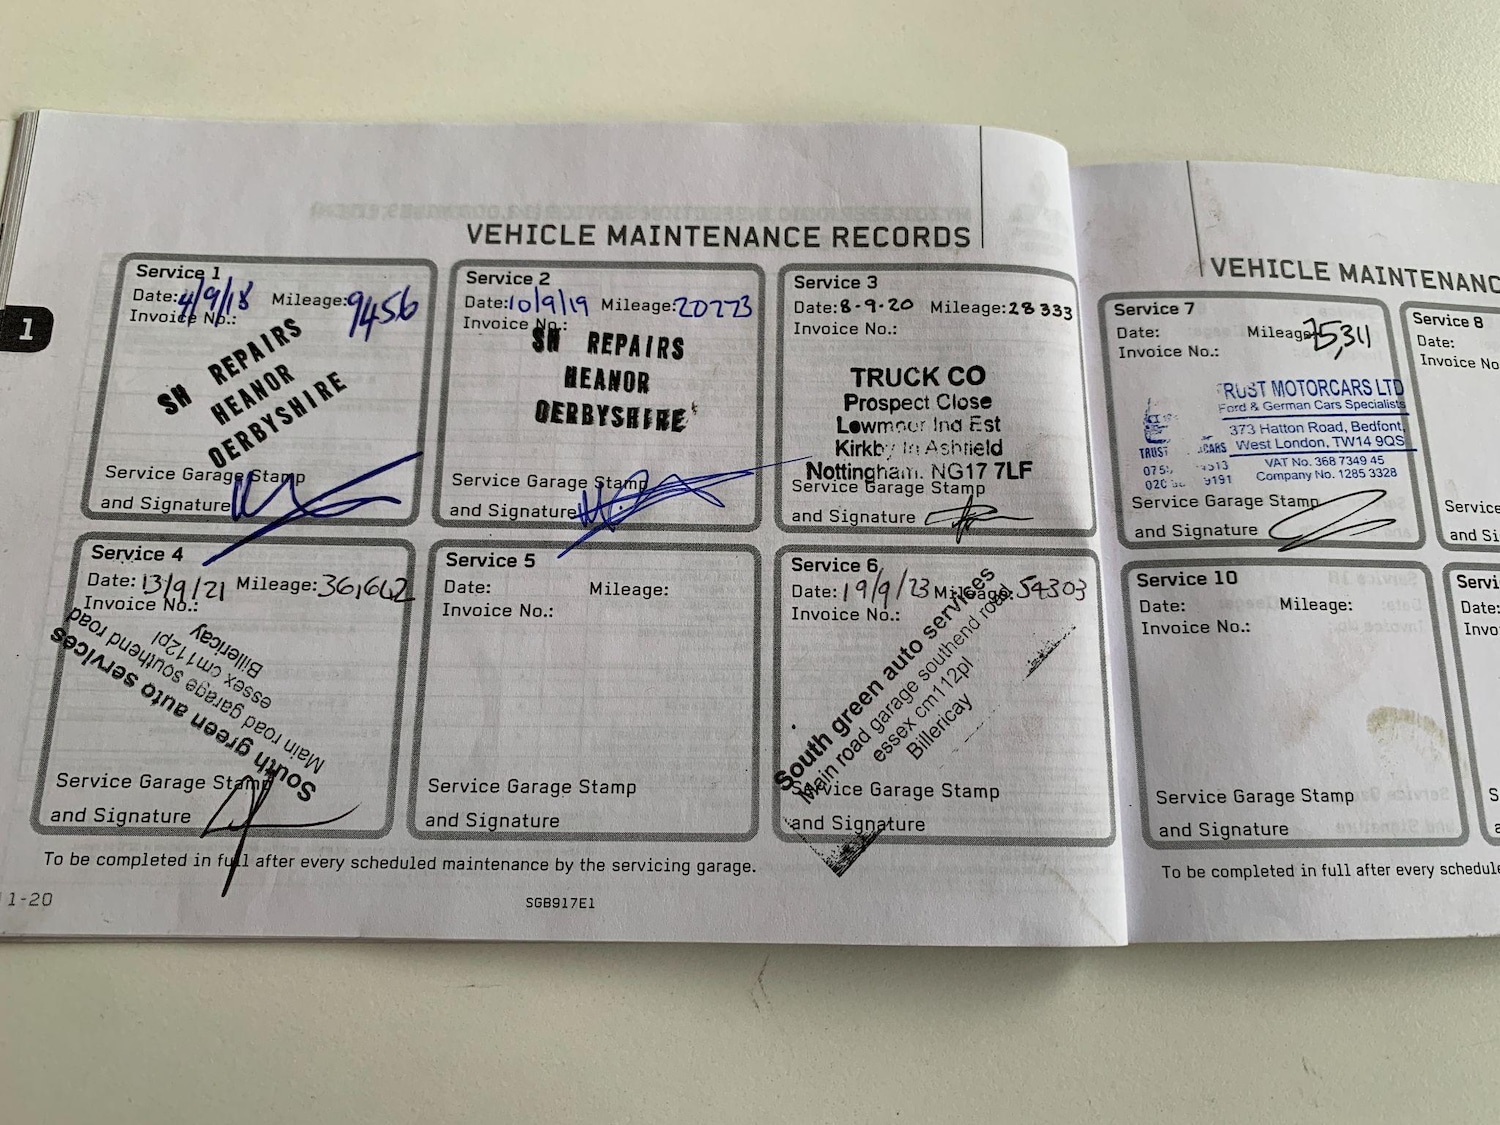 VEHICLE MAINTENANCE RECORDS
Service 1
Date: 4/9/18 Mileage: 9456
Invoice No.:
SN REPAIRS
HEANOR
DERBYSHIRE
Service Garage Stamp
and Signature
Service 2
Date: 10/9/19 Mileage: 20773
Invoice No.:
SN REPAIRS
HEANOR
DERBYSHIRE
Service Garage Stamp
and Signature
Service 3
Date: 8-9-20 Mileage: 28333
Invoice No.:
TRUCK CO
Prospect Close
Lowmoor Ind Est
Kirkby In Ashfield
Nottingham. NG17 7LF
Service Garage Stamp
and Signature
Service 4
Date: 13/9/21 Mileage: 36,642
Invoice No.:
South green auto services
Main road garage southend road
essex cm112pl
Billericay
Service Garage Stamp
and Signature
Service 5
Date: Mileage:
Invoice No.:
Service Garage Stamp
and Signature
Service 6
Date: 19/9/23 Mileage: 54303
Invoice No.:
South green auto services
Main road garage southend road
essex cm112pl
Billericay
Service Garage Stamp
and Signature
To be completed in full after every scheduled maintenance by the servicing garage.
1-20
SGB917E1
1
VEHICLE MAINTENANC
Service 7
Date: Mileage: 75,311
Invoice No.:
TRUST MOTORCARS LTD
Ford & German Cars Specialists
373 Hatton Road, Bedfont,
West London, TW14 9QS
VAT No. 368 7349 45
Company No. 1285 3328
TRUST CARS
Service Garage Stamp
and Signature
Service 8
Date:
Invoice No
Service
and Si
Service 10
Date: Mileage:
Invoice No.:
Service Garage Stamp
and Signature
Servi
Date:
Invo
S
a
To be completed in full after every schedule